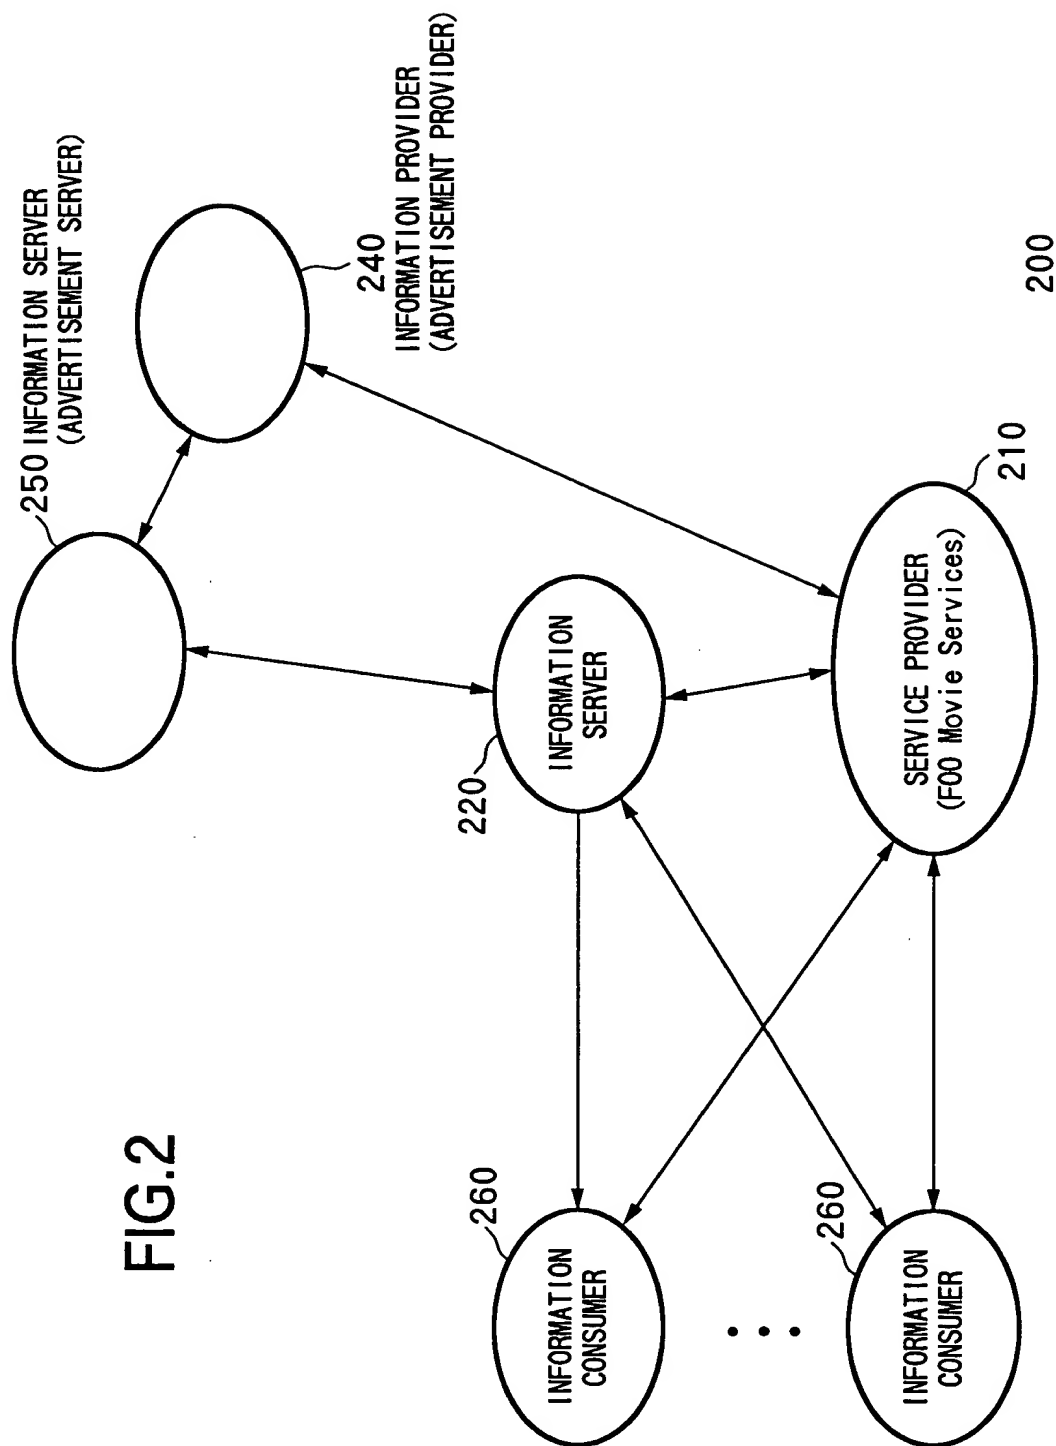 FIG.2
260
INFORMATION
CONSUMER
260
INFORMATION
CONSUMER
220
INFORMATION
SERVER
SERVICE PROVIDER
(FOO Movie Services)
210
250 INFORMATION SERVER
(ADVERTISEMENT SERVER)
240
INFORMATION PROVIDER
(ADVERTISEMENT PROVIDER)
200